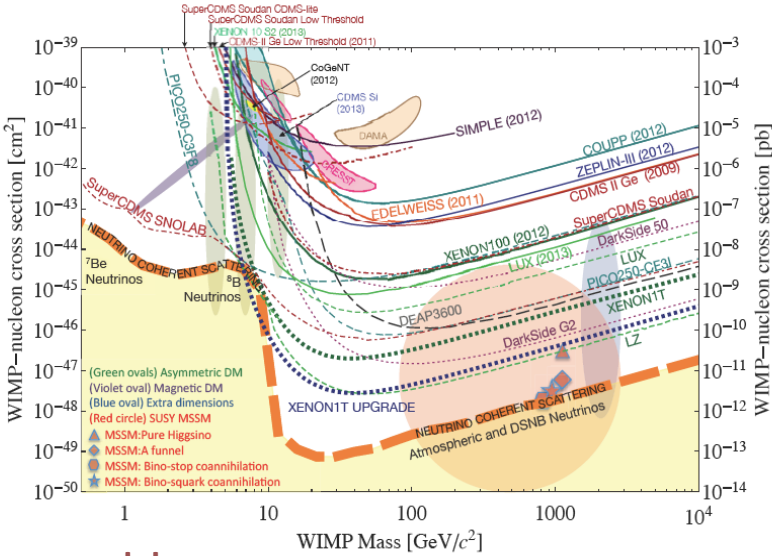 SuperCDMS Soudan CDMS-lite
SuperCDMS Soudan Low Threshold
XENON 10 S2 (2013)
CDMS-II Ge Low Threshold (2011)
CoGeNT
(2012)
CDMS Si
(2013)
DAMA
SIMPLE (2012)
CRESST
PICO250-C3F8
COUPP (2012)
ZEPLIN-III (2012)
CDMS II Ge (2009)
EDELWEISS (2011)
SuperCDMS SNOLAB
SuperCDMS Soudan
XENON100 (2012)
DarkSide 50
LUX (2013)
LUX
PICO250-CF3I
DEAP3600
XENON1T
DarkSide G2
LZ
XENON1T UPGRADE
NEUTRINO COHERENT SCATTERING
7Be
Neutrinos
8B
Neutrinos
NEUTRINO COHERENT SCATTERING
Atmospheric and DSNB Neutrinos
(Green ovals) Asymmetric DM
(Violet oval) Magnetic DM
(Blue oval) Extra dimensions
(Red circle) SUSY MSSM
MSSM:Pure Higgsino
MSSM:A funnel
MSSM: Bino-stop coannihilation
MSSM: Bino-squark coannihilation
WIMP−nucleon cross section [cm²]
10⁻³⁹
10⁻⁴⁰
10⁻⁴¹
10⁻⁴²
10⁻⁴³
10⁻⁴⁴
10⁻⁴⁵
10⁻⁴⁶
10⁻⁴⁷
10⁻⁴⁸
10⁻⁴⁹
10⁻⁵⁰
WIMP−nucleon cross section [pb]
10⁻³
10⁻⁴
10⁻⁵
10⁻⁶
10⁻⁷
10⁻⁸
10⁻⁹
10⁻¹⁰
10⁻¹¹
10⁻¹²
10⁻¹³
10⁻¹⁴
1 10 100 1000 10⁴
WIMP Mass [GeV/c²]